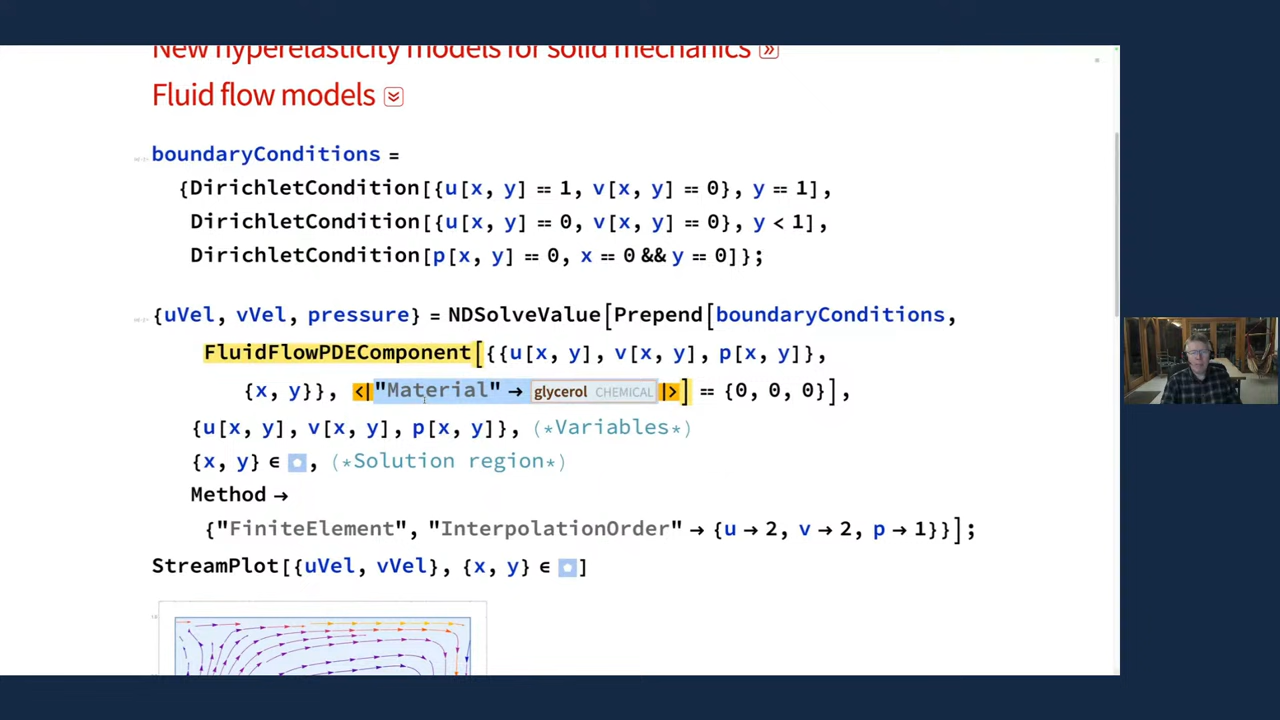 New hyperelasticity models for solid mechanics
Fluid flow models
boundaryConditions =
{DirichletCondition[{u[x, y] == 1, v[x, y] == 0}, y == 1],
DirichletCondition[{u[x, y] == 0, v[x, y] == 0}, y < 1],
DirichletCondition[p[x, y] == 0, x == 0 && y == 0]};
{uVel, vVel, pressure} = NDSolveValue[Prepend[boundaryConditions,
FluidFlowPDEComponent[{{u[x, y], v[x, y], p[x, y]},
{x, y}}, <|"Material" → glycerol CHEMICAL|>] == {0, 0, 0}],
{u[x, y], v[x, y], p[x, y]}, (*Variables*)
{x, y} ∈ , (*Solution region*)
Method →
{"FiniteElement", "InterpolationOrder" → {u → 2, v → 2, p → 1}}];
StreamPlot[{uVel, vVel}, {x, y} ∈ ]